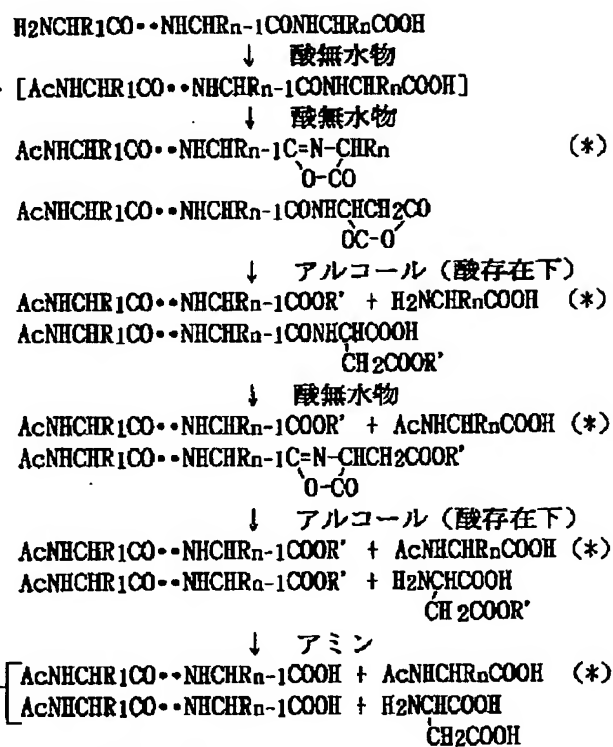 H2NCHR1CO••NHCHRn-1CONHCHRnCOOH
↓ 酸無水物
[AcNHCHR1CO••NHCHRn-1CONHCHRnCOOH]
↓ 酸無水物
AcNHCHR1CO••NHCHRn-1C=N-CHRn (*)
O-CO
AcNHCHR1CO••NHCHRn-1CONHCHCH2CO
OC-O
↓ アルコール（酸存在下）
AcNHCHR1CO••NHCHRn-1COOR' + H2NCHRnCOOH (*)
AcNHCHR1CO••NHCHRn-1CONHCHCOOH
CH2COOR'
↓ 酸無水物
AcNHCHR1CO••NHCHRn-1COOR' + AcNHCHRnCOOH (*)
AcNHCHR1CO••NHCHRn-1C=N-CHCH2COOR'
O-CO
↓ アルコール（酸存在下）
AcNHCHR1CO••NHCHRn-1COOR' + AcNHCHRnCOOH (*)
AcNHCHR1CO••NHCHRn-1COOR' + H2NCHCOOH
CH2COOR'
↓ アミン
AcNHCHR1CO••NHCHRn-1COOH + AcNHCHRnCOOH (*)
AcNHCHR1CO••NHCHRn-1COOH + H2NCHCOOH
CH2COOH